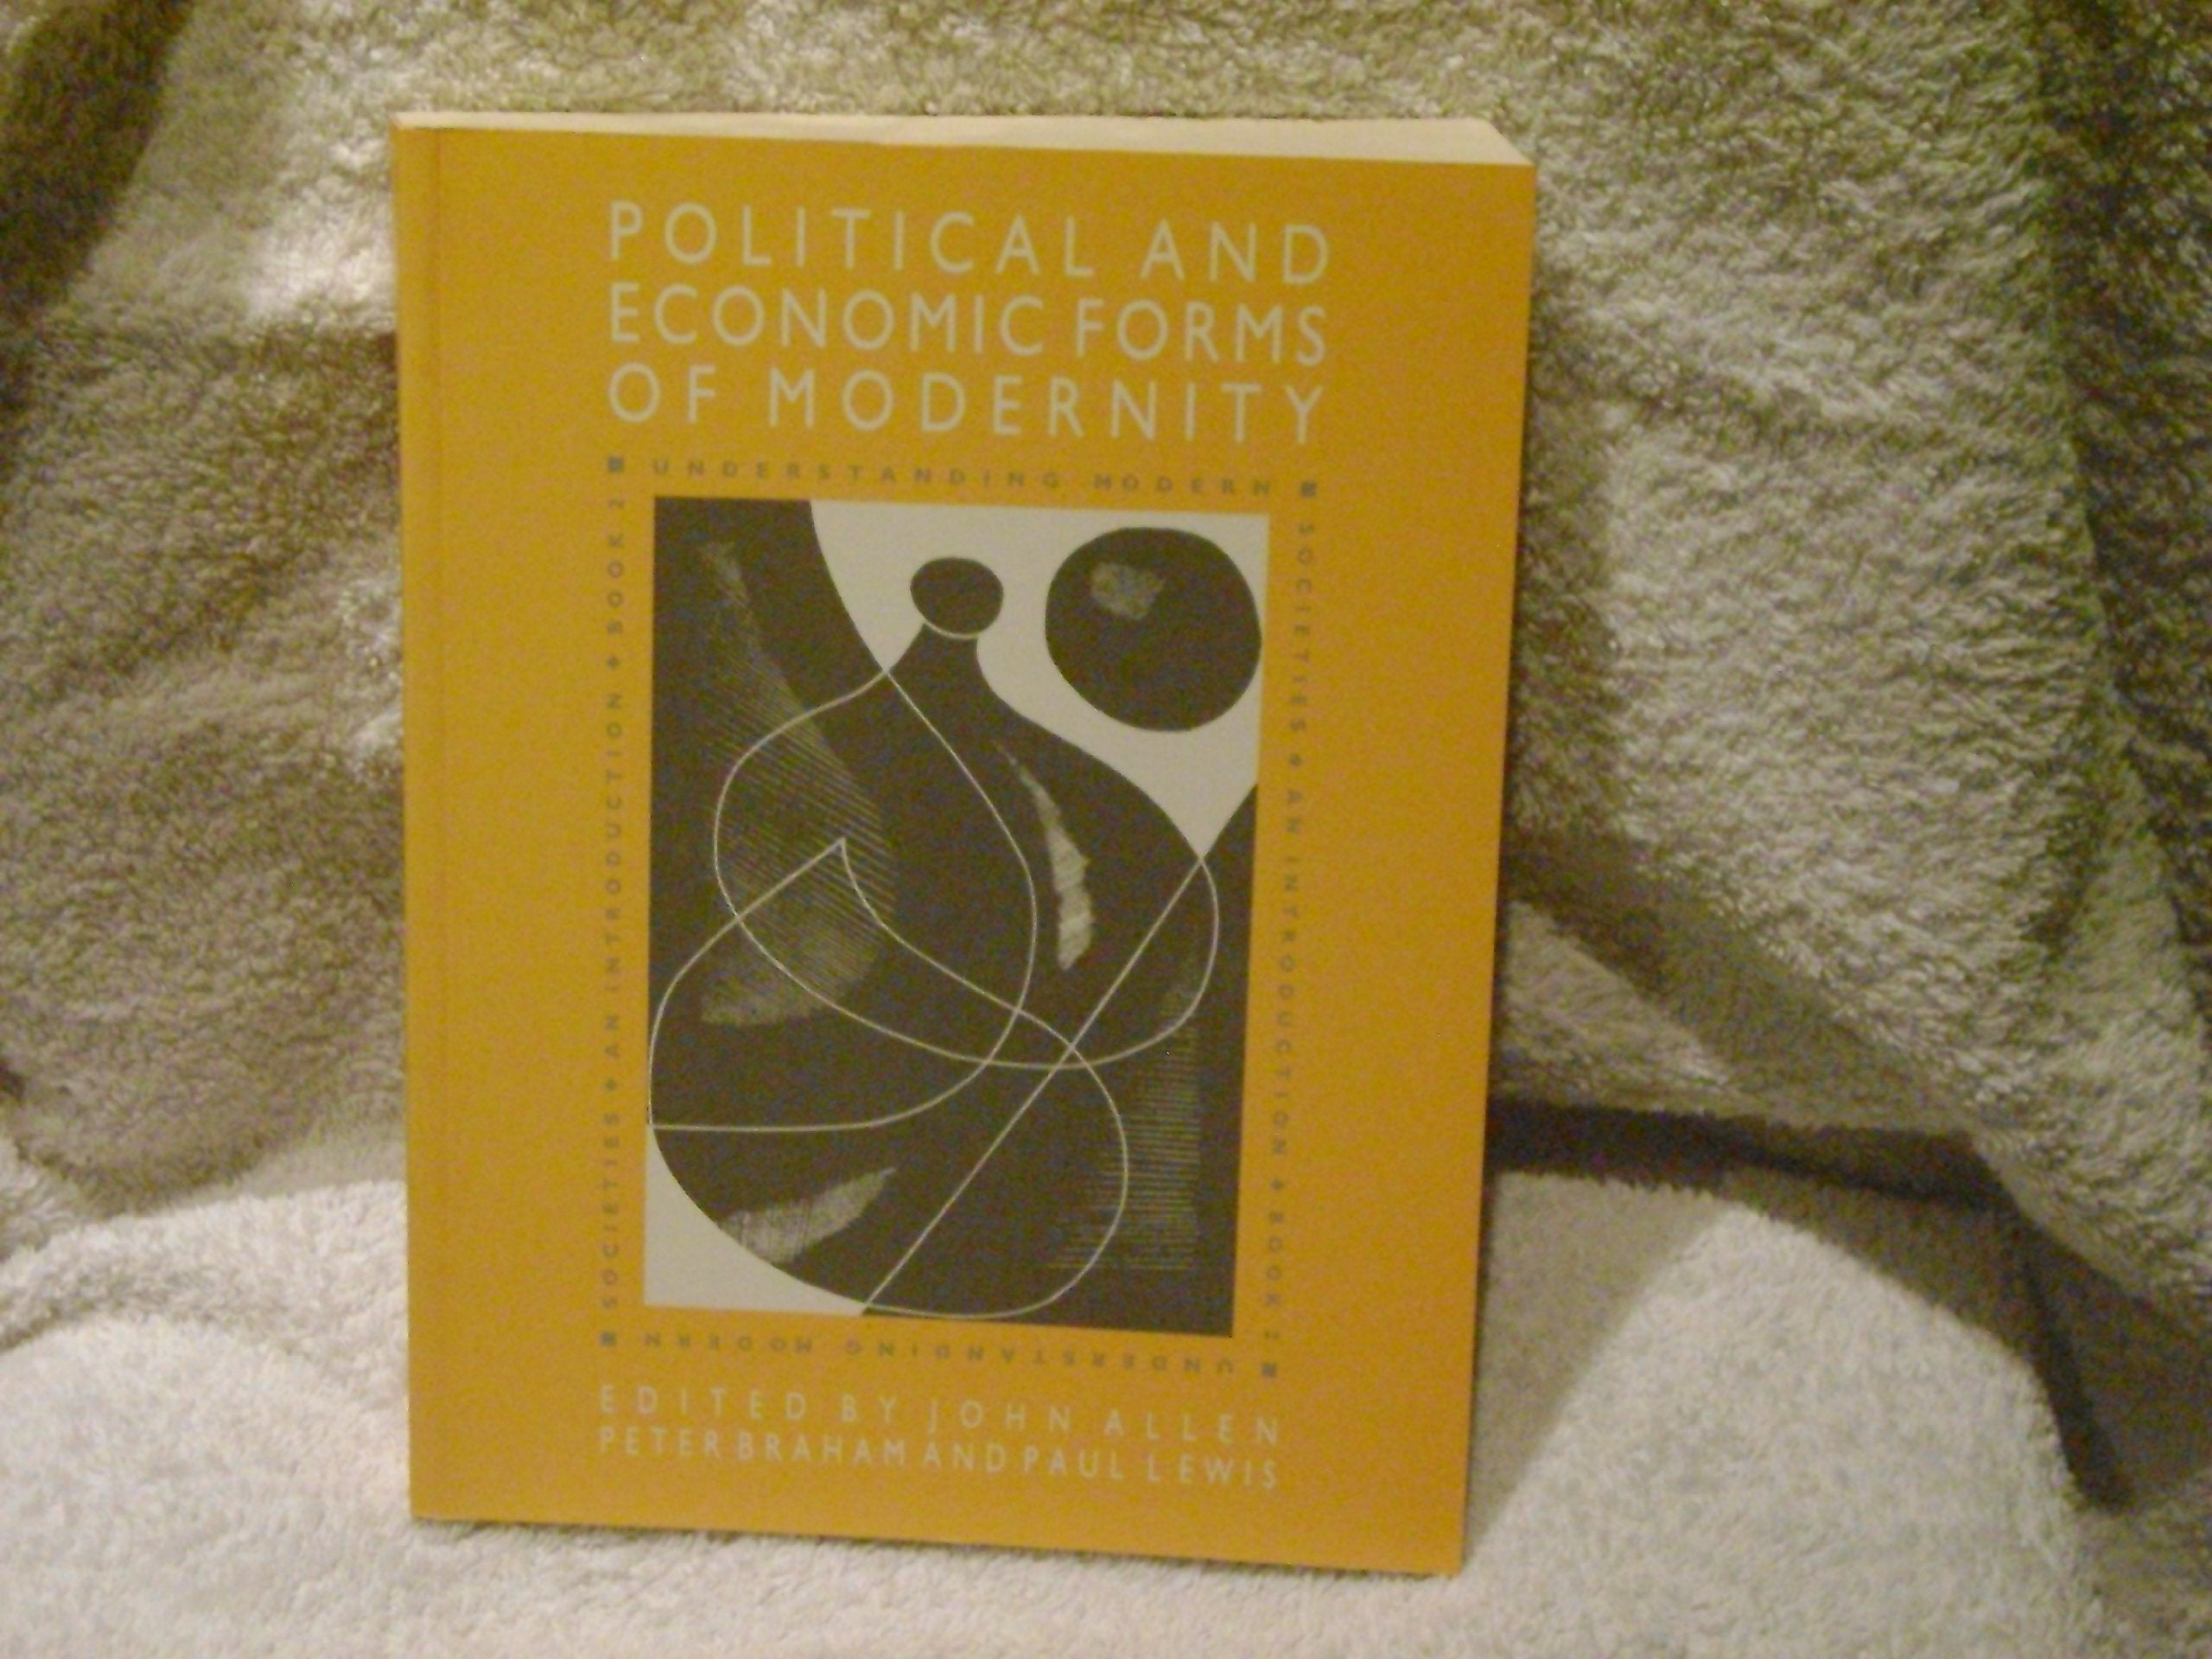 POLITICAL AND
ECONOMIC FORMS
OF MODERNITY
■ UNDERSTANDING MODERN ■
SOCIETIES ◆ AN INTRODUCTION ◆ BOOK 2
■ UNDERSTANDING MODERN ■
SOCIETIES ◆ AN INTRODUCTION ◆ BOOK 2
EDITED BY JOHN ALLEN
PETER BRAHAM AND PAUL LEWIS